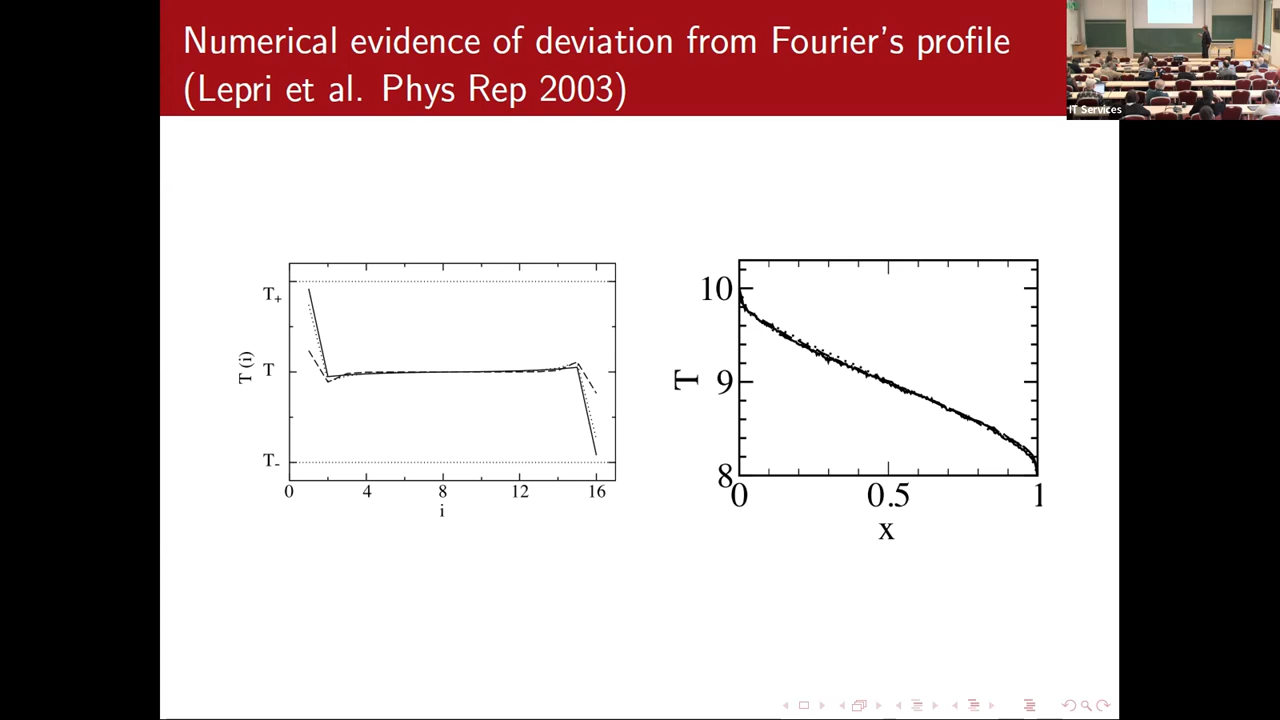 Numerical evidence of deviation from Fourier's profile
(Lepri et al. Phys Rep 2003)
IT Services
T+
T
T-
T (i)
0 4 8 12 16
i
10
9
8
T
0 0.5 1
x